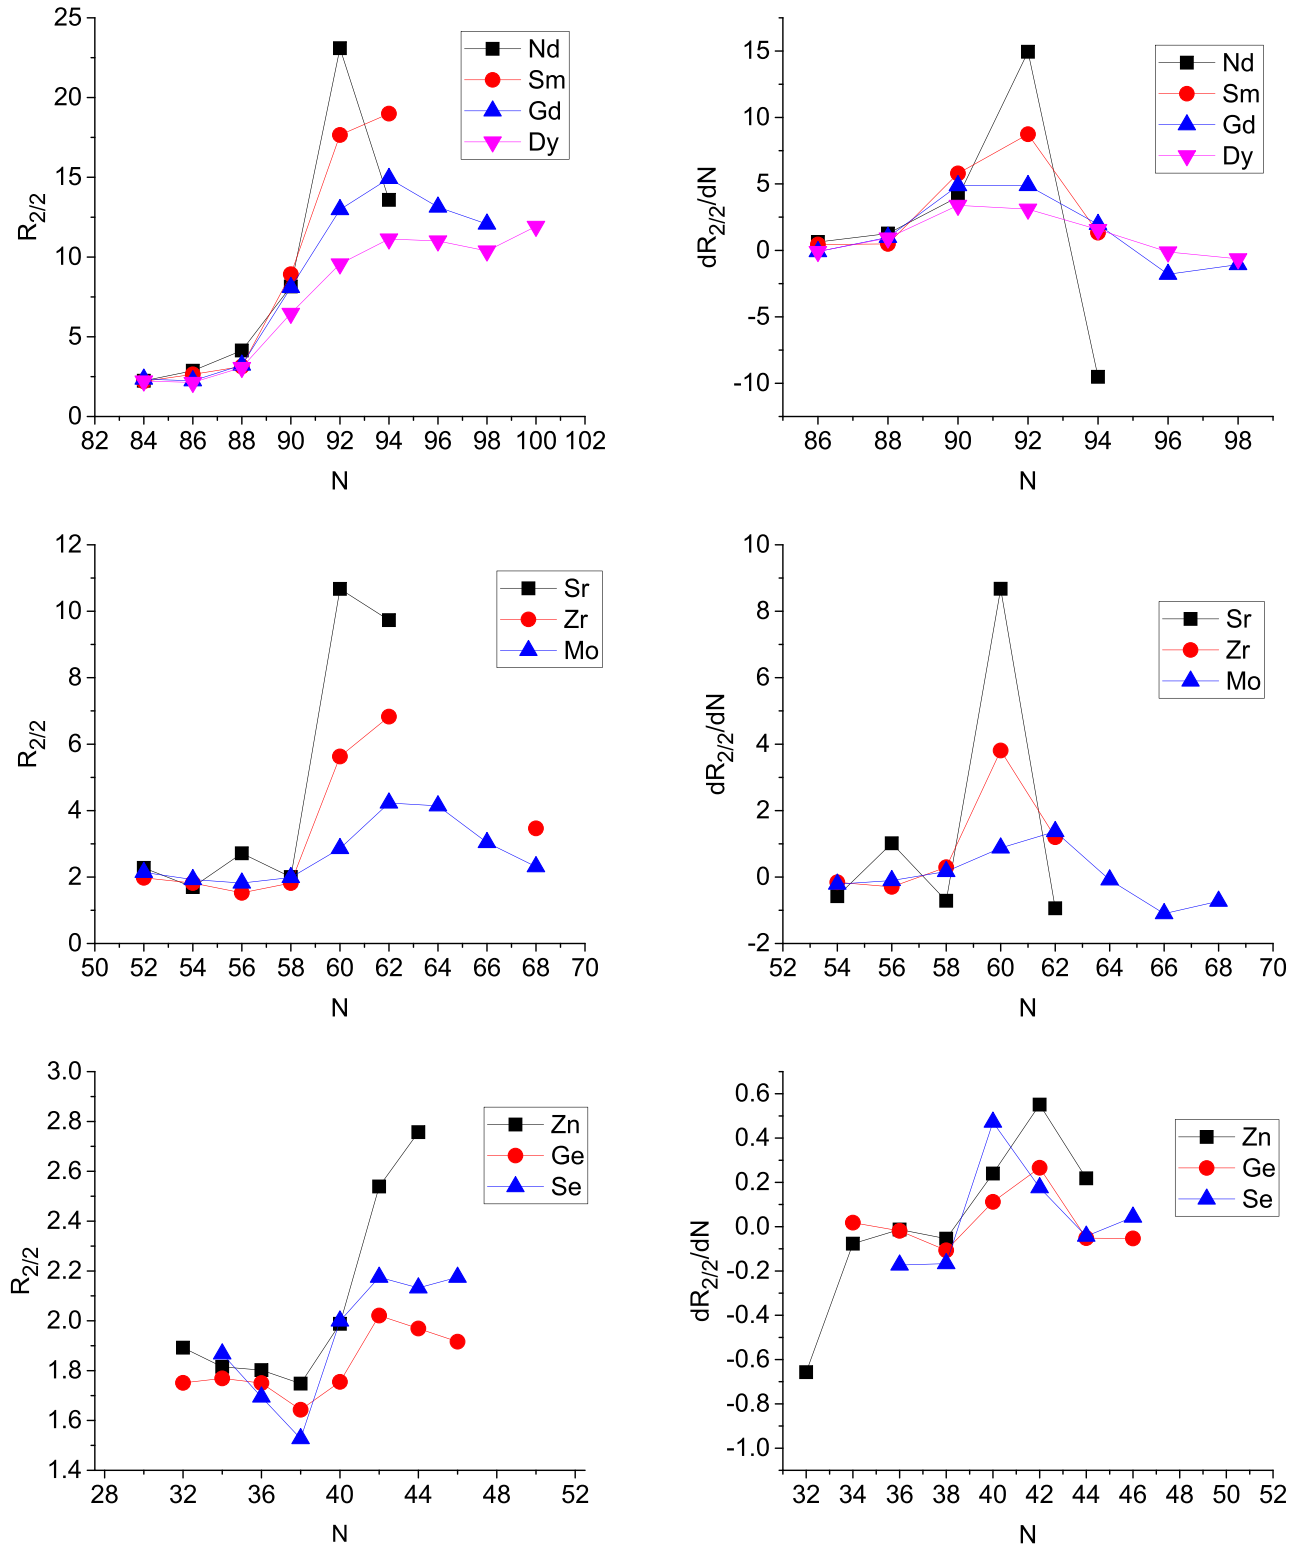 25
20
15
10
5
0
R2/2
82 84 86 88 90 92 94 96 98 100 102
N
Nd
Sm
Gd
Dy
15
10
5
0
-5
-10
dR2/2/dN
86 88 90 92 94 96 98
N
Nd
Sm
Gd
Dy
12
10
8
6
4
2
0
R2/2
50 52 54 56 58 60 62 64 66 68 70
N
Sr
Zr
Mo
10
8
6
4
2
0
-2
dR2/2/dN
52 54 56 58 60 62 64 66 68 70
N
Sr
Zr
Mo
3.0
2.8
2.6
2.4
2.2
2.0
1.8
1.6
1.4
R2/2
28 32 36 40 44 48 52
N
Zn
Ge
Se
0.6
0.4
0.2
0.0
-0.2
-0.4
-0.6
-0.8
-1.0
dR2/2/dN
32 34 36 38 40 42 44 46 48 50 52
N
Zn
Ge
Se